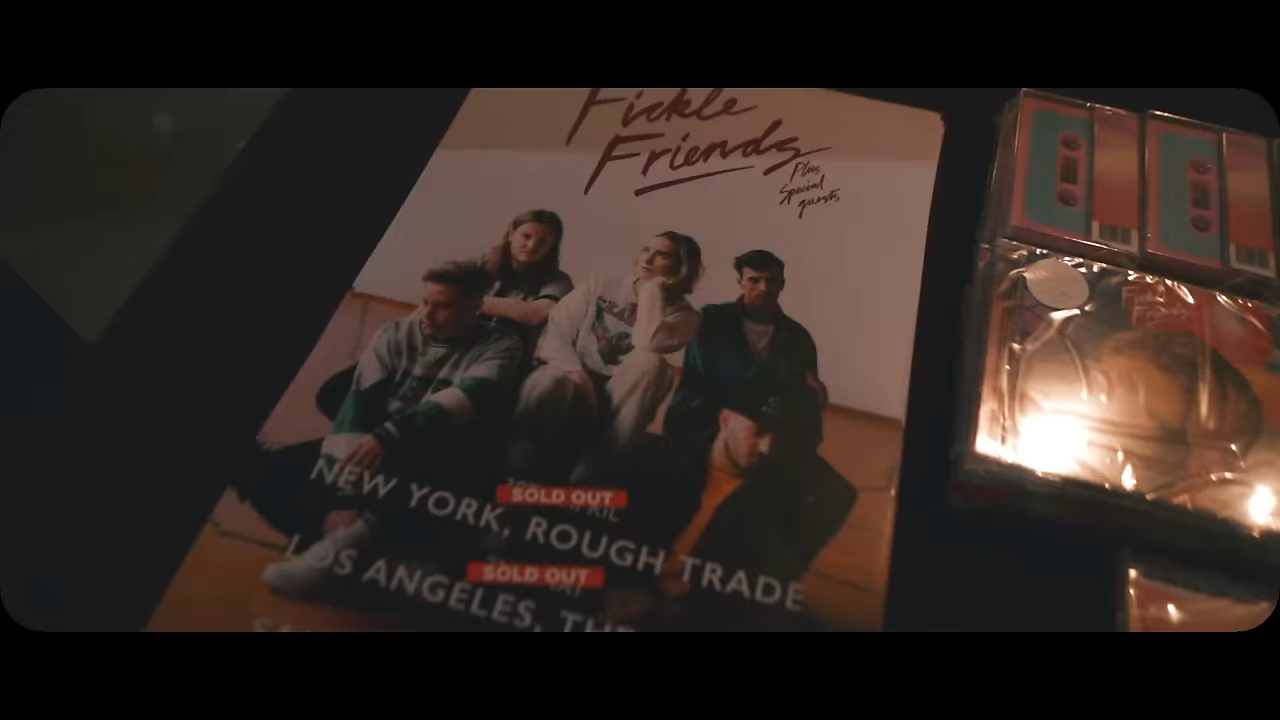 Fickle
Friends
Plus
Special
guests
SOLD OUT
NEW YORK, ROUGH TRADE
SOLD OUT
LOS ANGELES,